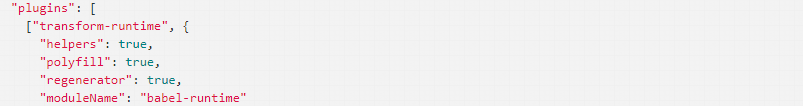 "plugins": [
["transform-runtime", {
"helpers": true,
"polyfill": true,
"regenerator": true,
"moduleName": "babel-runtime"